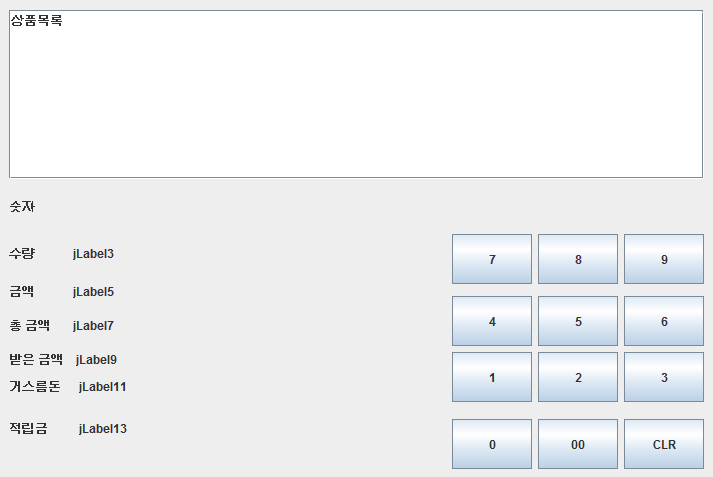 상품목록
숫자
수량 jLabel3
7 8 9
금액 jLabel5
4 5 6
총 금액 jLabel7
받은 금액 jLabel9
1 2 3
거스름돈 jLabel11
적립금 jLabel13
0 00 CLR